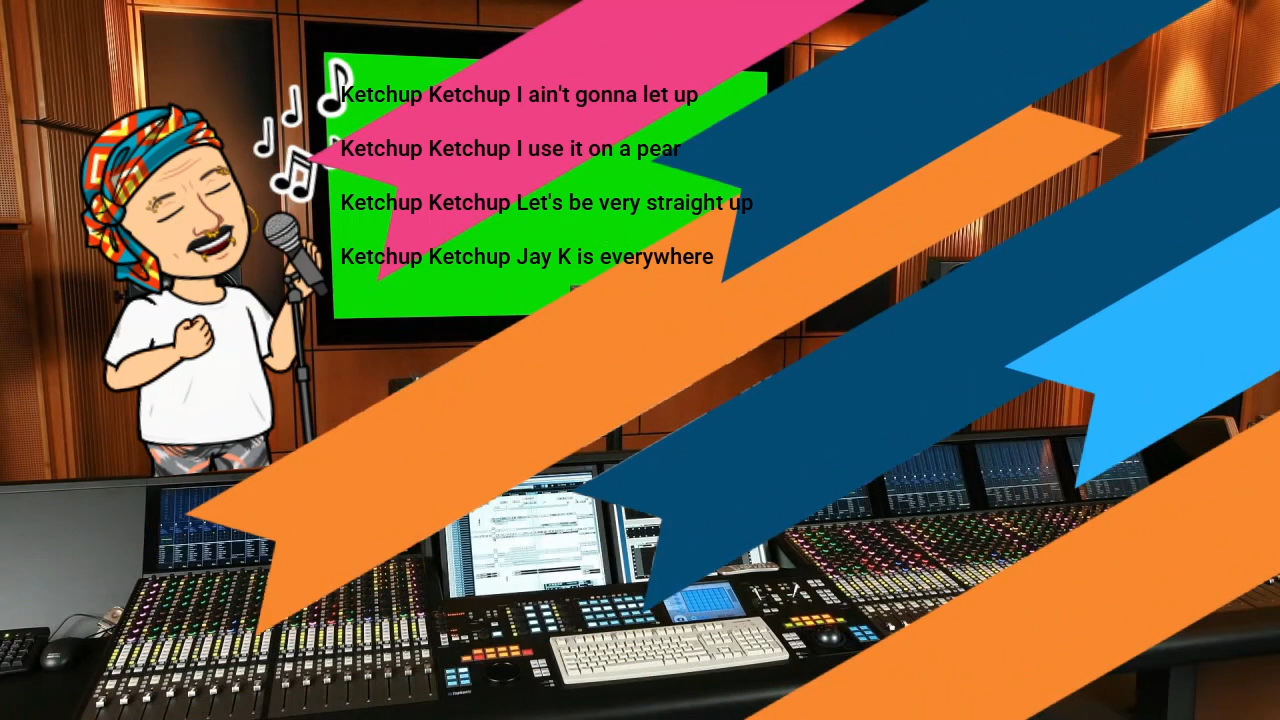 Ketchup Ketchup I ain't gonna let up
Ketchup Ketchup I use it on a pear
Ketchup Ketchup Let's be very straight up
Ketchup Ketchup Jay K is everywhere